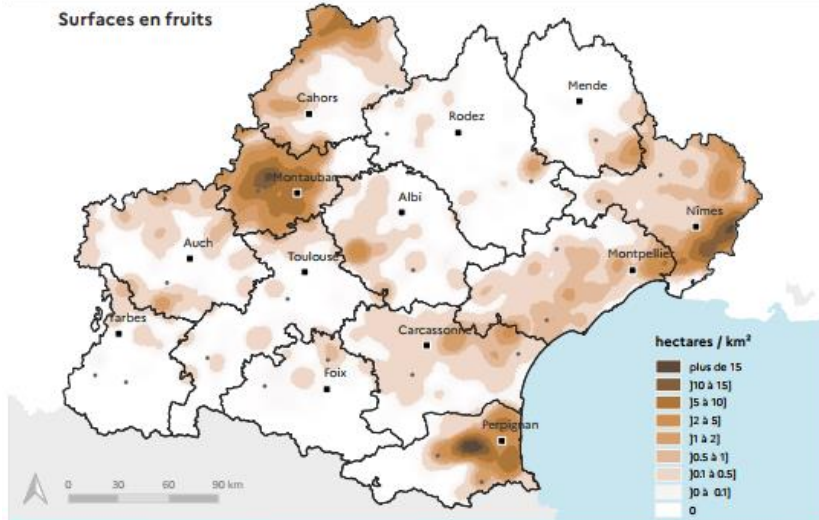 Surfaces en fruits
Cahors
Mende
Rodez
Montauban
Albi
Nîmes
Auch
Toulouse
Montpellier
Tarbes
Carcassonne
Foix
Perpignan
hectares / km²
plus de 15
]10 à 15]
]5 à 10]
]2 à 5]
]1 à 2]
]0.5 à 1]
]0.1 à 0.5]
]0 à 0.1]
0
0 30 60 90 km